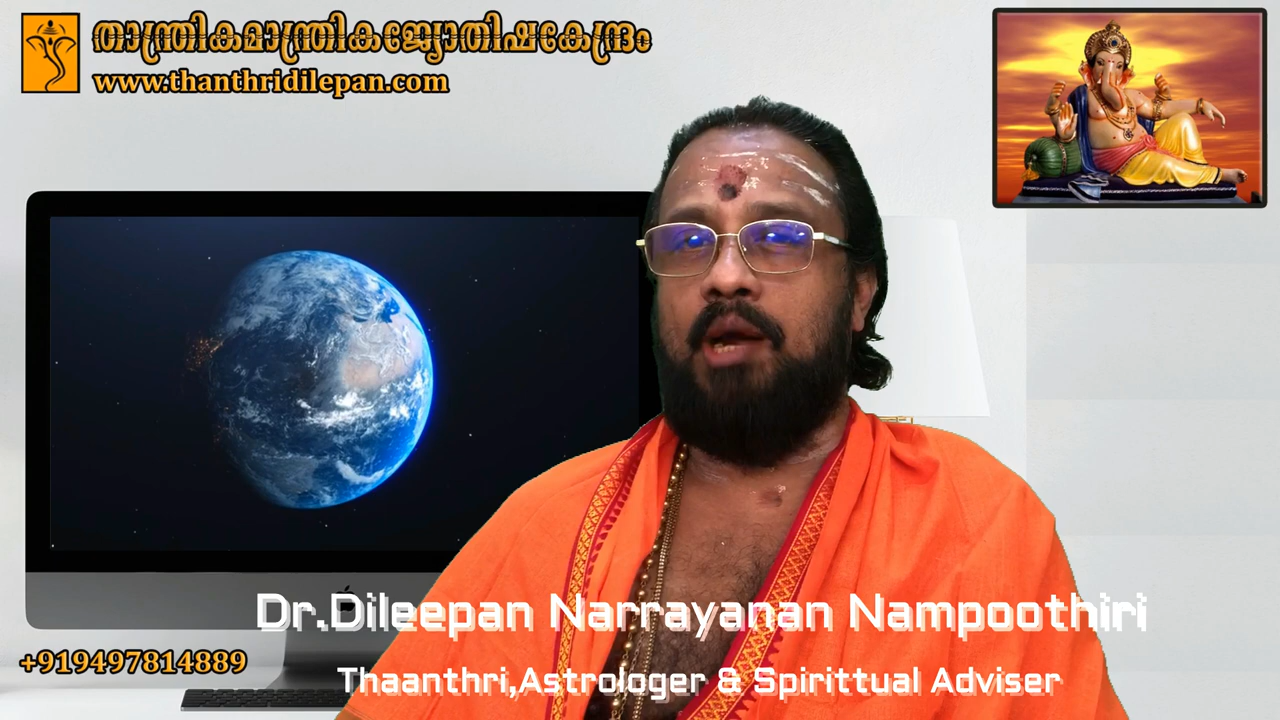 താന്ത്രികമാന്ത്രികജ്യോതിഷകേന്ദ്രം
www.thanthridilepan.com
Dr.Dileepan Narrayanan Nampoothiri
+919497814889
Thaanthri,Astrologer & Spirittual Adviser